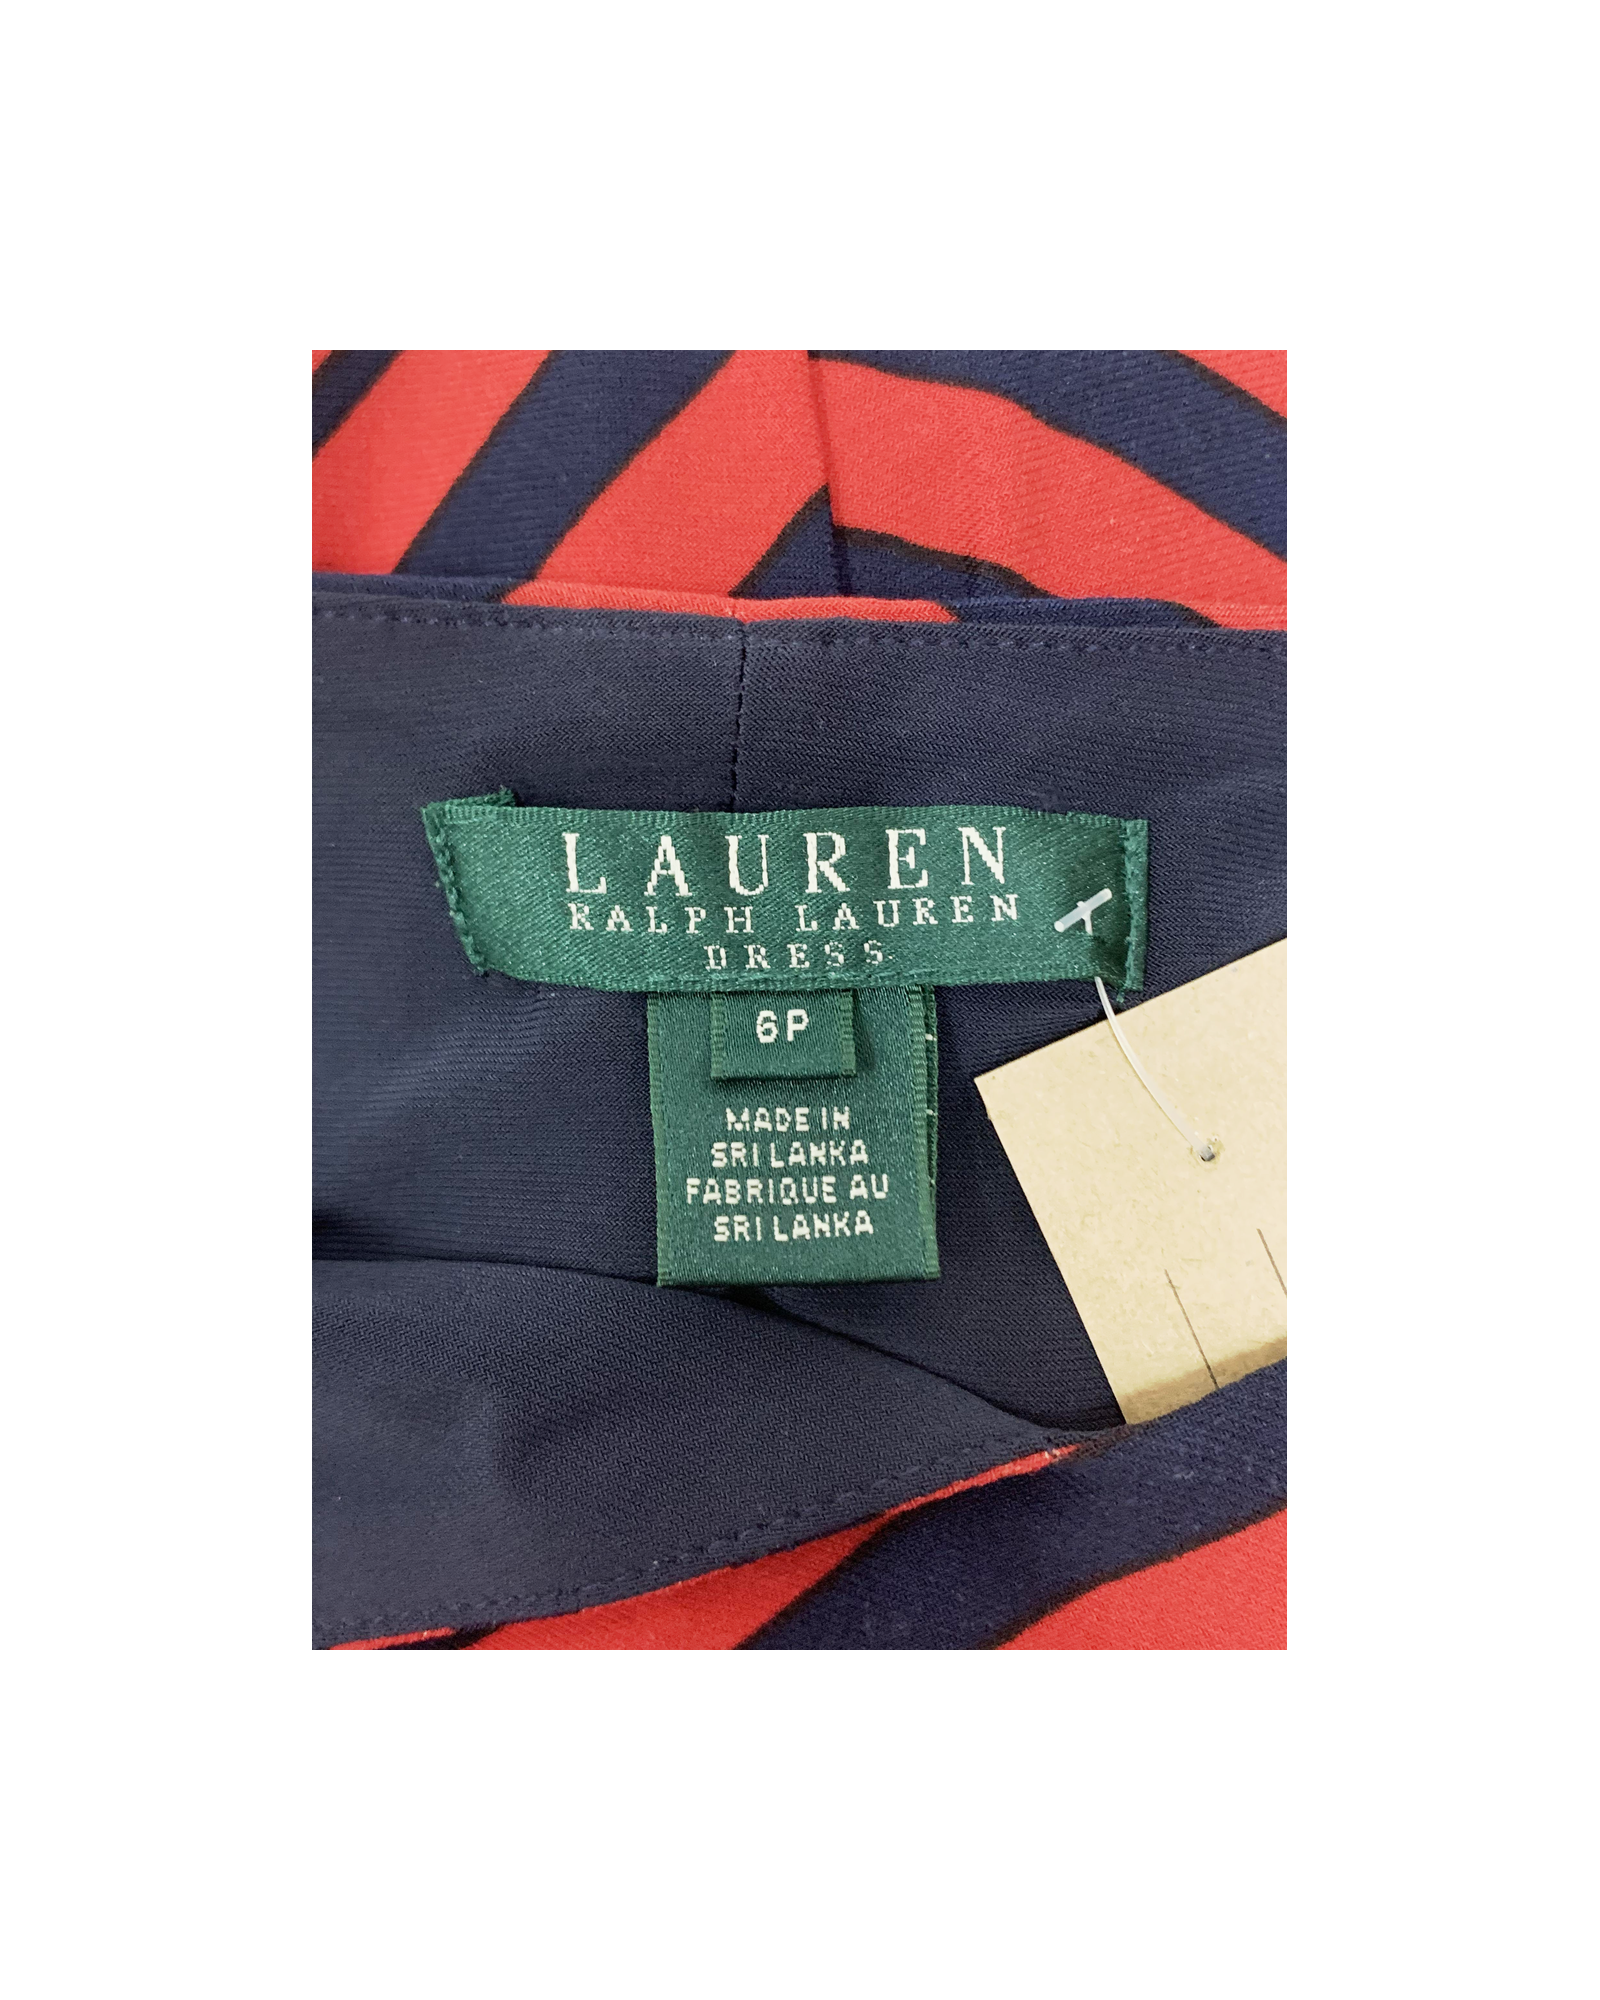 LAUREN
RALPH LAUREN
DRESS
6P
MADE IN
SRI LANKA
FABRIQUE AU
SRI LANKA